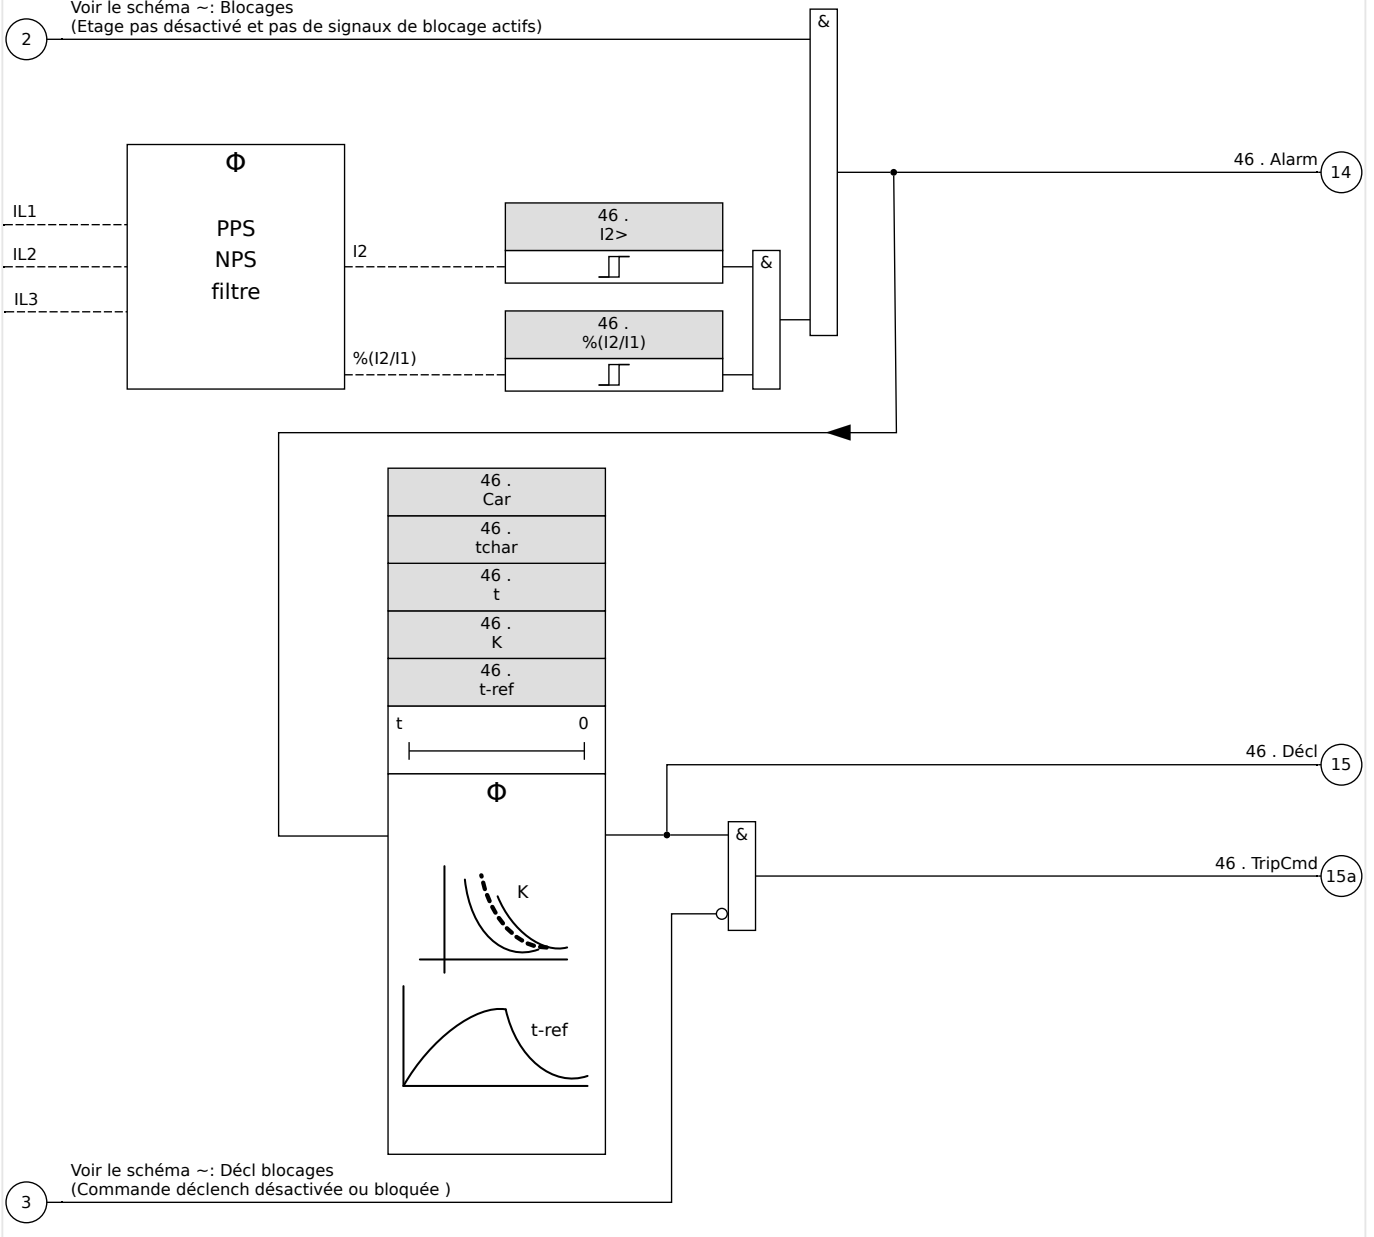 Voir le schéma ~: Blocages
(Etage pas désactivé et pas de signaux de blocage actifs)
2
&
46 . Alarm
14
Φ
PPS
NPS
filtre
IL1
IL2
IL3
I2
%(I2/I1)
46 .
I2>
46 .
%(I2/I1)
&
46 .
Car
46 .
tchar
46 .
t
46 .
K
46 .
t-ref
t 0
Φ
K
t-ref
46 . Décl
15
&
46 . TripCmd
15a
Voir le schéma ~: Décl blocages
(Commande déclench désactivée ou bloquée )
3